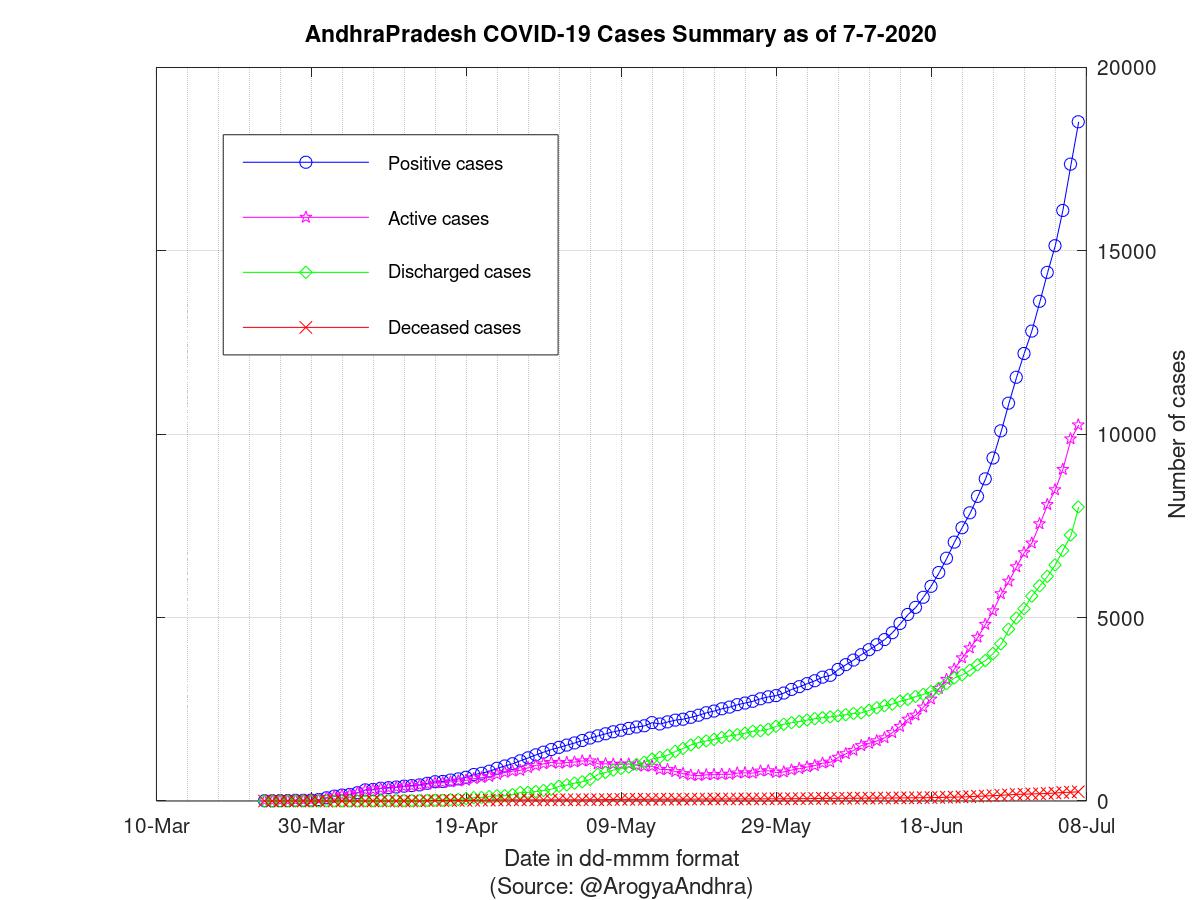 AndhraPradesh COVID-19 Cases Summary as of 7-7-2020
20000
15000
10000
5000
0
Number of cases
Positive cases
Active cases
Discharged cases
Deceased cases
10-Mar 30-Mar 19-Apr 09-May 29-May 18-Jun 08-Jul
Date in dd-mmm format
(Source: @ArogyaAndhra)